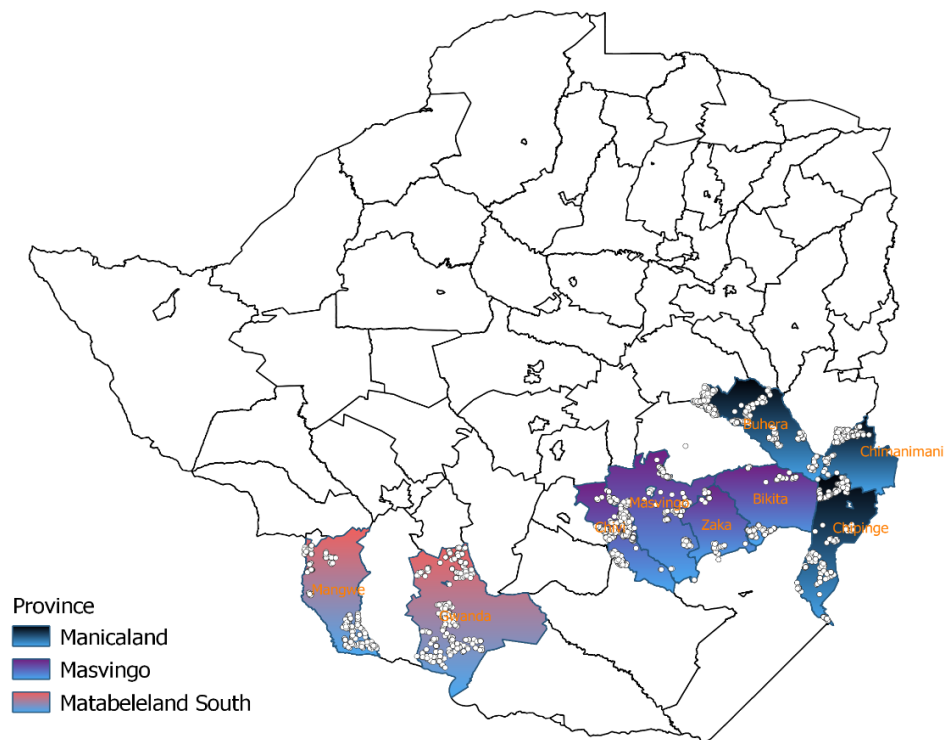 Buhera
Chimanimani
Bikita
Masvingo
Zaka
Chipinge
Mangwe
Gwanda
Province
Manicaland
Masvingo
Matabeleland South